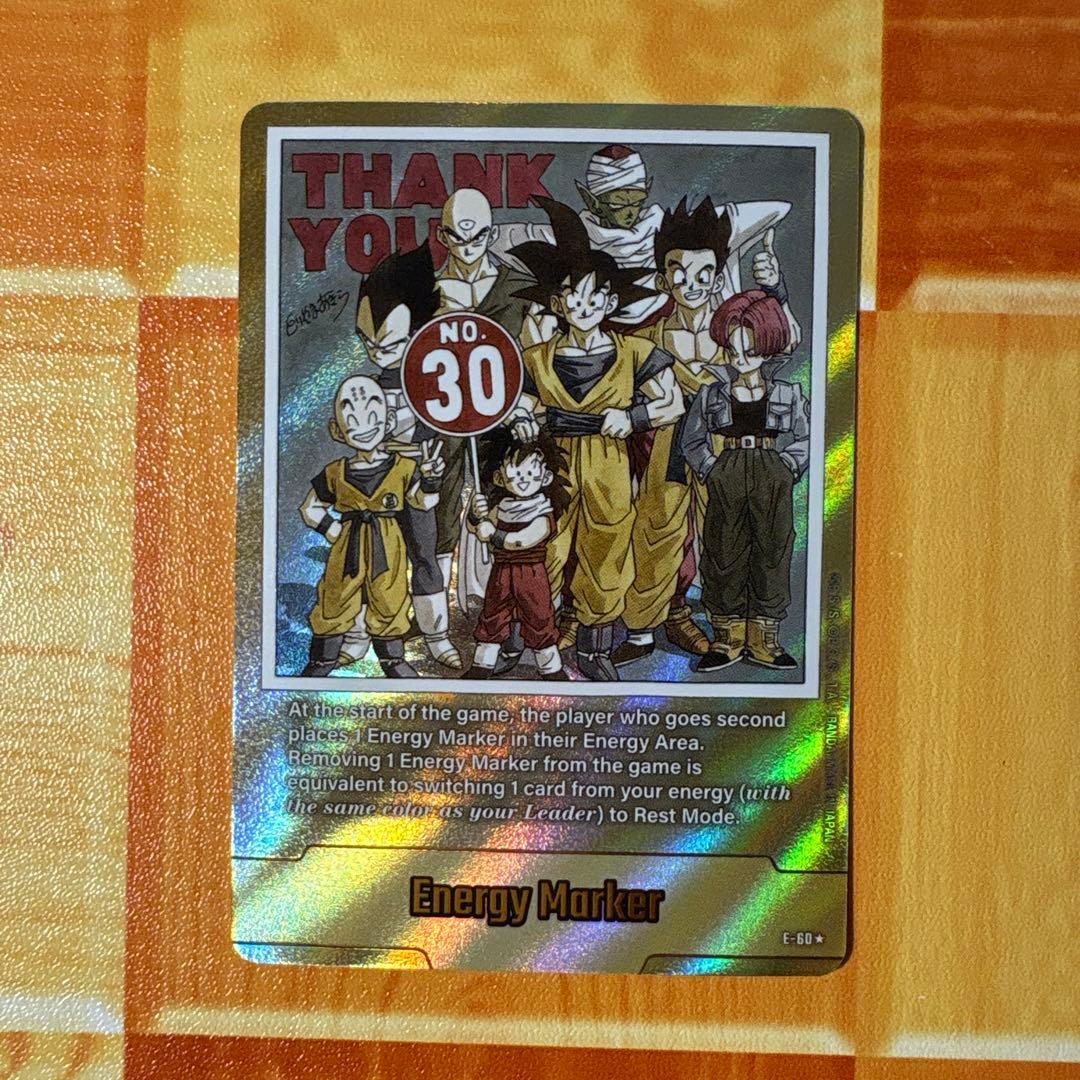 THANK
YOU
NO.
30
At the start of the game, the player who goes second
places 1 Energy Marker in their Energy Area.
Removing 1 Energy Marker from the game is
equivalent to switching 1 card from your energy (with
the same color as your Leader) to Rest Mode.
Energy Marker
E-60★